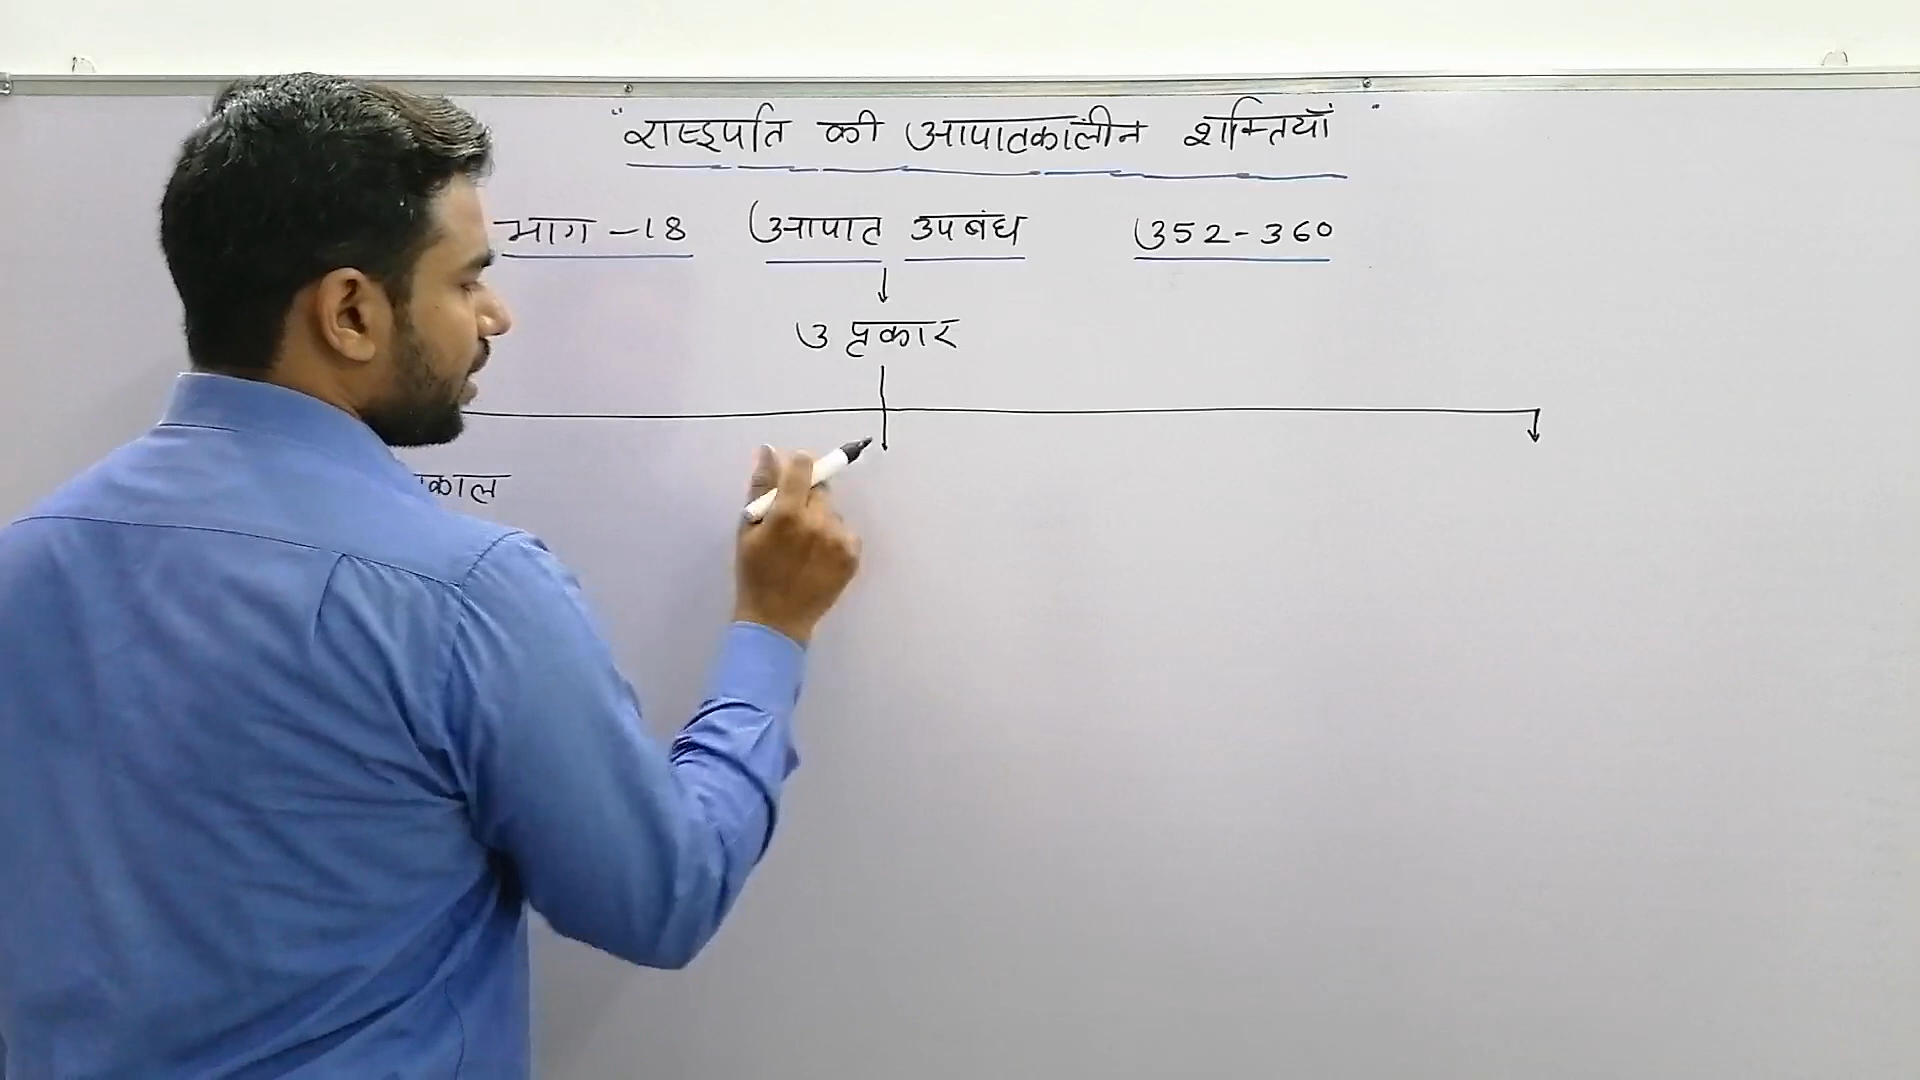 "राष्ट्रपति की आपातकालीन शक्तियाँ"
भाग -18 आपात उपबंध 352-360
3 प्रकार
काल